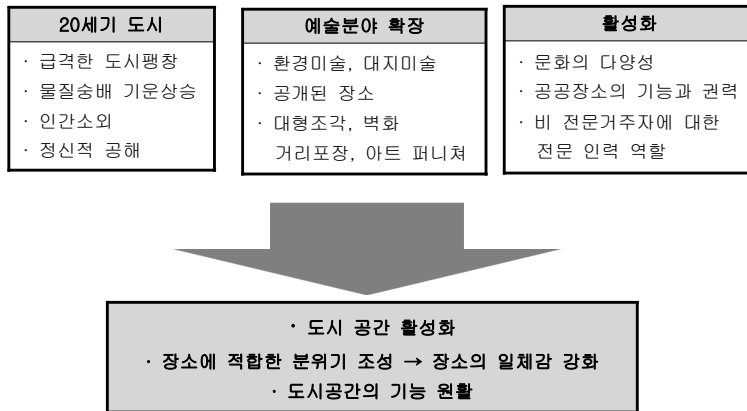 20세기 도시
· 급격한 도시팽창
· 물질숭배 기운상승
· 인간소외
· 정신적 공해
예술분야 확장
· 환경미술, 대지미술
· 공개된 장소
· 대형조각, 벽화
거리포장, 아트 퍼니쳐
활성화
· 문화의 다양성
· 공공장소의 기능과 권력
· 비 전문거주자에 대한
전문 인력 역할
· 도시 공간 활성화
· 장소에 적합한 분위기 조성 → 장소의 일체감 강화
· 도시공간의 기능 원활